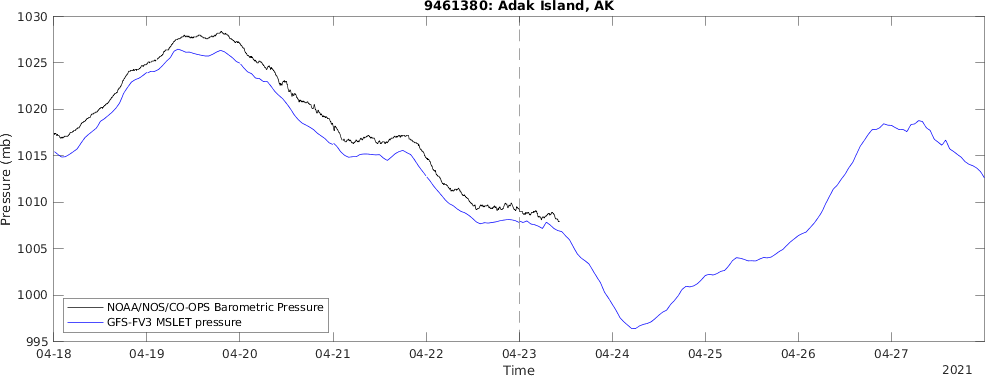 9461380: Adak Island, AK
Pressure (mb)
1030
1025
1020
1015
1010
1005
1000
995
NOAA/NOS/CO-OPS Barometric Pressure
GFS-FV3 MSLET pressure
04-18 04-19 04-20 04-21 04-22 04-23 04-24 04-25 04-26 04-27
Time
2021